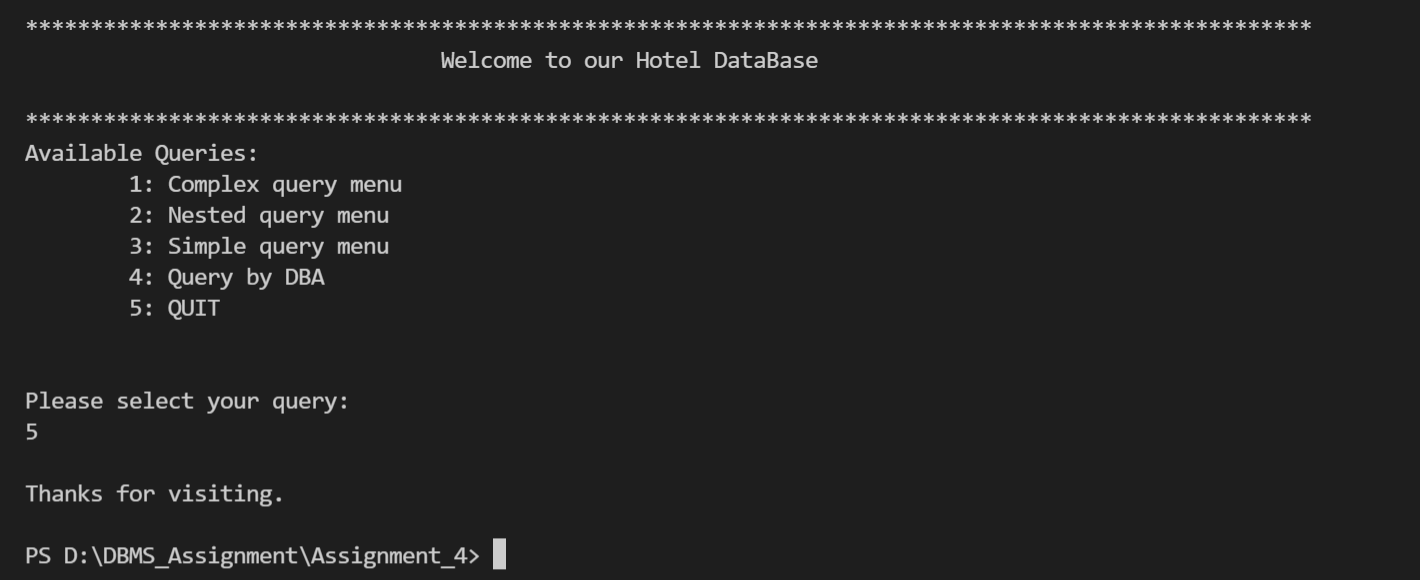 ***************************************************************************************************
Welcome to our Hotel DataBase
***************************************************************************************************
Available Queries:
1: Complex query menu
2: Nested query menu
3: Simple query menu
4: Query by DBA
5: QUIT
Please select your query:
5
Thanks for visiting.
PS D:\DBMS_Assignment\Assignment_4>